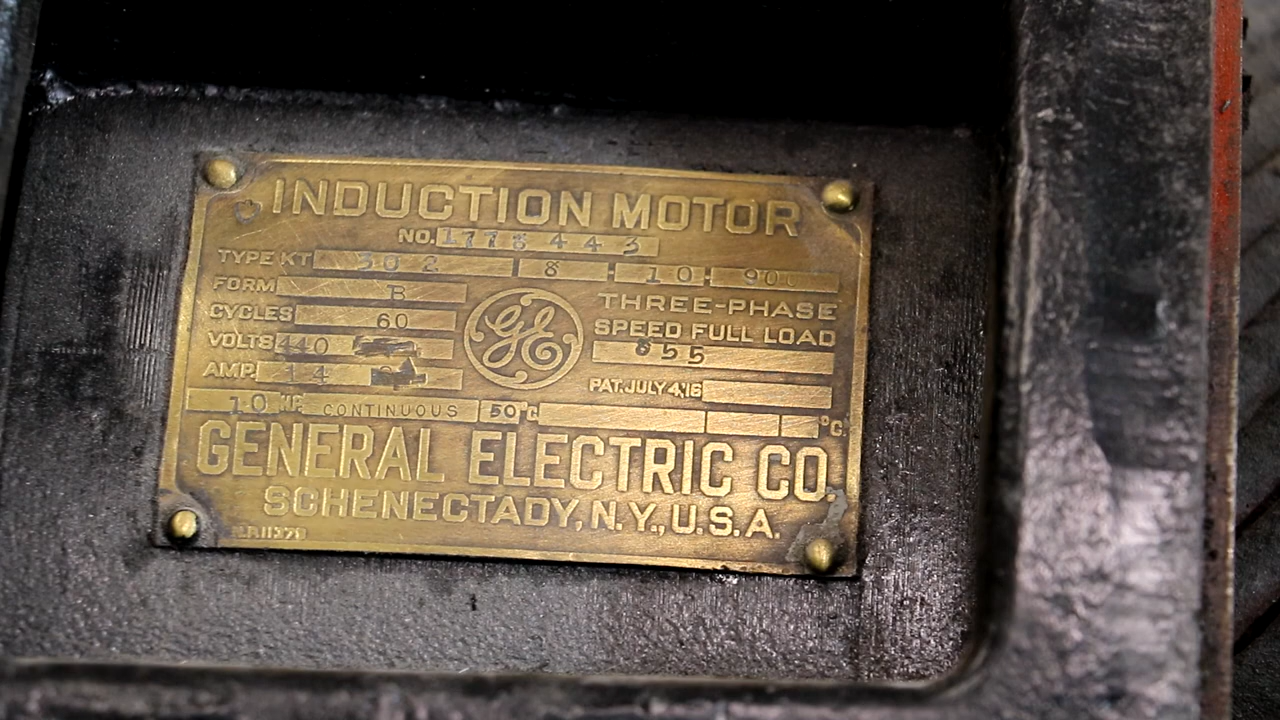 INDUCTION MOTOR
NO. 1778443
TYPE KT 302 - 8 - 10 - 900
FORM B
THREE-PHASE
CYCLES 60
SPEED FULL LOAD
VOLTS 440
855
GE
AMP. 14
PAT. JULY 4,'16
10 HP. CONTINUOUS 50°C
°C.
GENERAL ELECTRIC CO.
SCHENECTADY, N.Y., U.S.A.